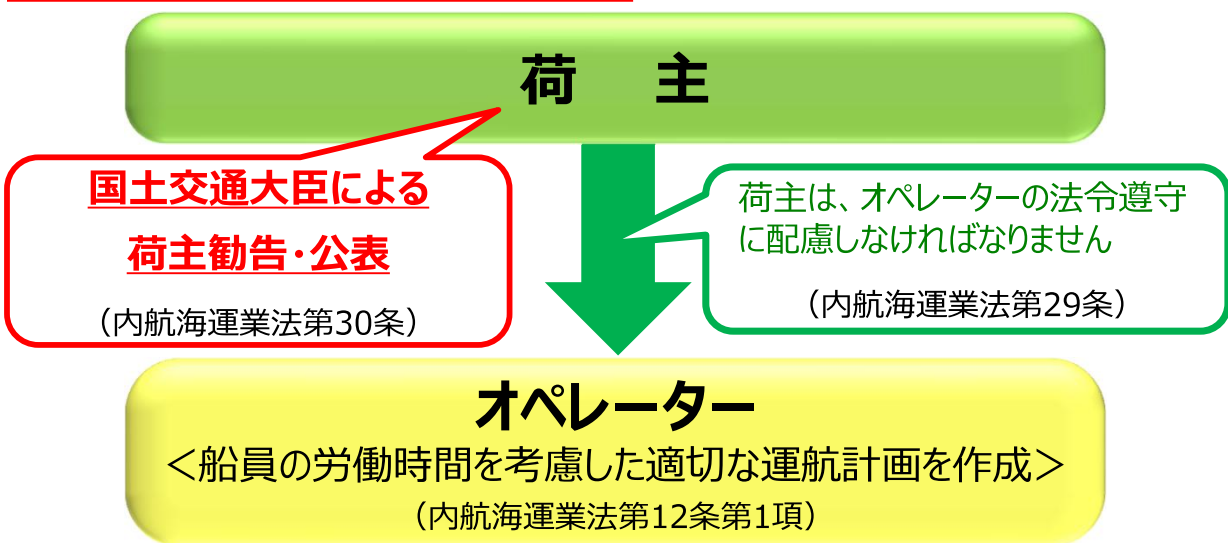 荷　主
国土交通大臣による
荷主勧告・公表
（内航海運業法第30条）
荷主は、オペレーターの法令遵守
に配慮しなければなりません
（内航海運業法第29条）
オペレーター
＜船員の労働時間を考慮した適切な運航計画を作成＞
（内航海運業法第12条第1項）